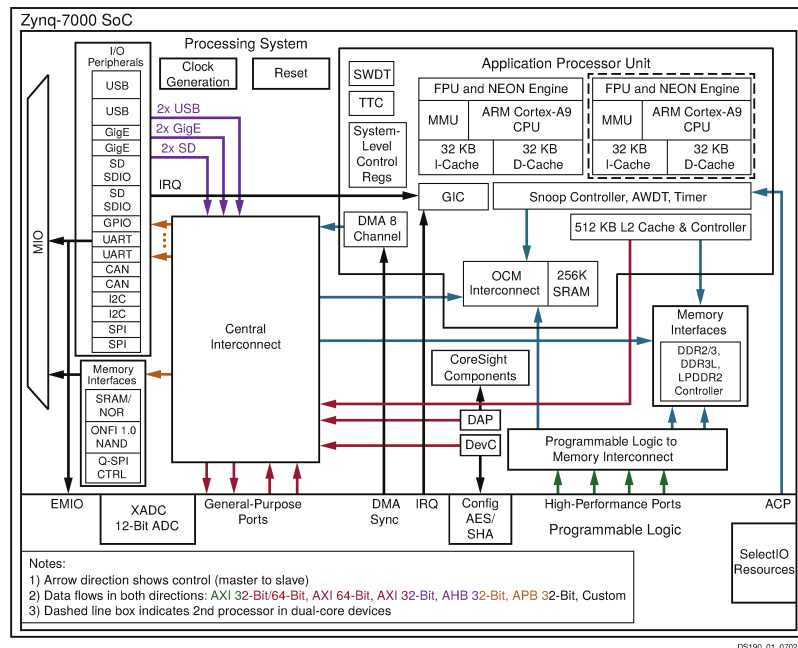 Zynq-7000 SoC
Processing System
I/O
Peripherals
USB
USB
GigE
GigE
SD
SDIO
SD
SDIO
GPIO
UART
UART
CAN
CAN
I2C
I2C
SPI
SPI
MIO
Clock
Generation
Reset
2x USB
2x GigE
2x SD
IRQ
SWDT
TTC
System-
Level
Control
Regs
Application Processor Unit
FPU and NEON Engine
MMU
ARM Cortex-A9
CPU
32 KB
I-Cache
32 KB
D-Cache
FPU and NEON Engine
MMU
ARM Cortex-A9
CPU
32 KB
I-Cache
32 KB
D-Cache
GIC
Snoop Controller, AWDT, Timer
DMA 8
Channel
512 KB L2 Cache & Controller
OCM
Interconnect
256K
SRAM
Central
Interconnect
Memory
Interfaces
DDR2/3,
DDR3L,
LPDDR2
Controller
CoreSight
Components
DAP
DevC
Memory
Interfaces
SRAM/
NOR
ONFI 1.0
NAND
Q-SPI
CTRL
Programmable Logic to
Memory Interconnect
EMIO
XADC
12-Bit ADC
General-Purpose
Ports
DMA
Sync
IRQ
Config
AES/
SHA
High-Performance Ports
ACP
Programmable Logic
SelectIO
Resources
Notes:
1) Arrow direction shows control (master to slave)
2) Data flows in both directions: AXI 32-Bit/64-Bit, AXI 64-Bit, AXI 32-Bit, AHB 32-Bit, APB 32-Bit, Custom
3) Dashed line box indicates 2nd processor in dual-core devices
DS190_01_0702